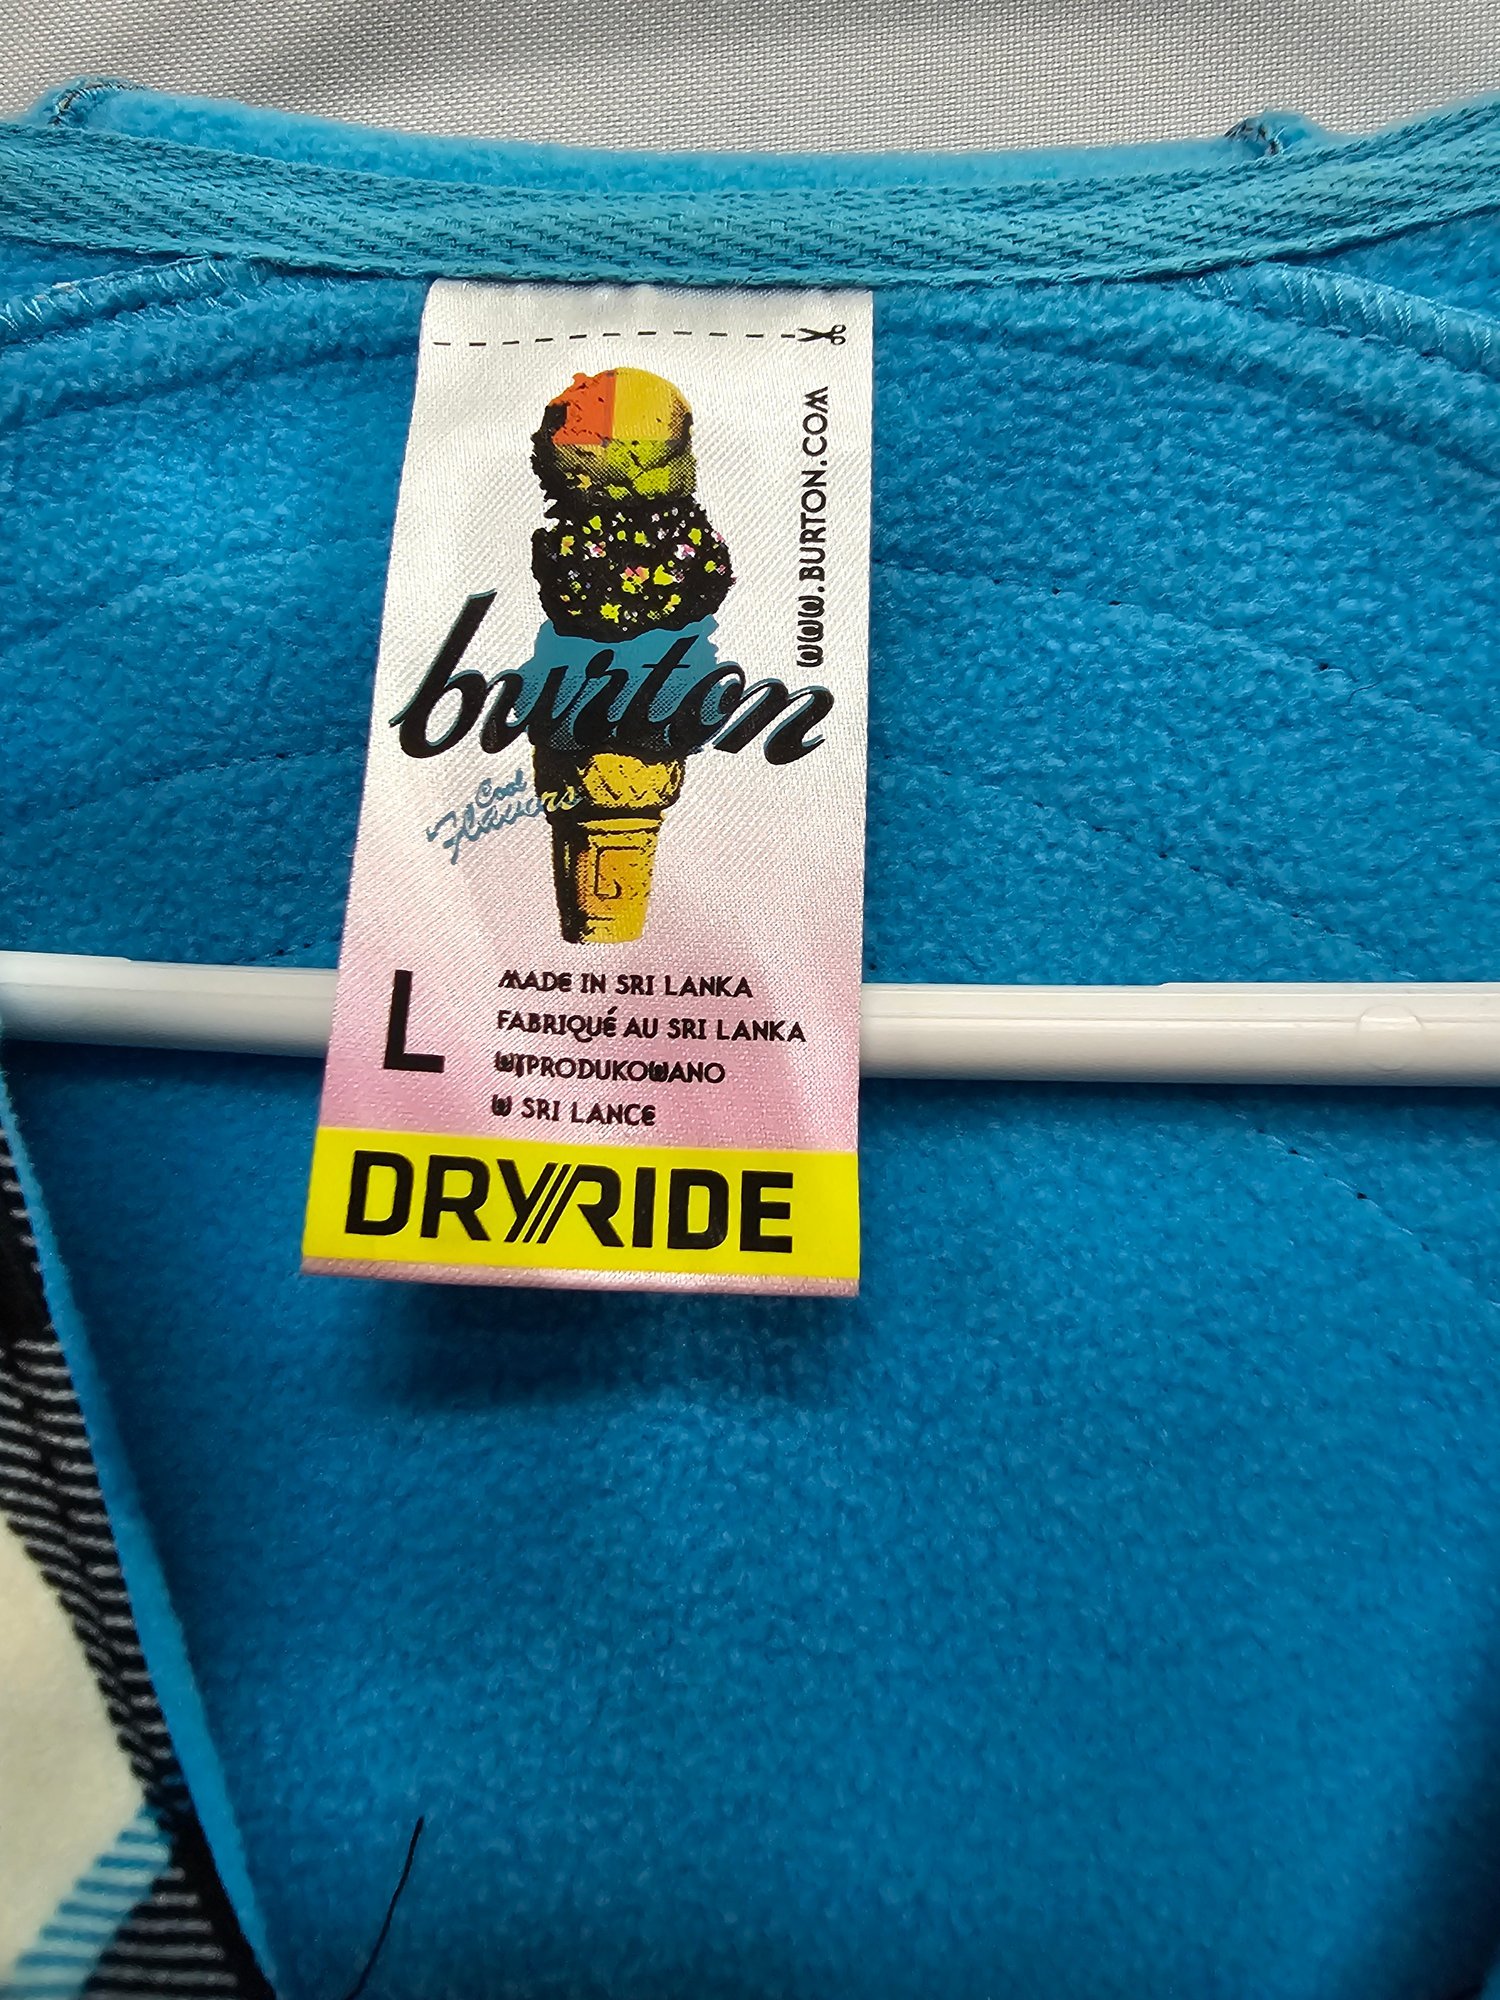 WWW.BURTON.COM
burton
Cool
Flavors
L
MADE IN SRI LANKA
FABRIQUÉ AU SRI LANKA
WYPRODUKOWANO
W SRI LANCE
DRYRIDE